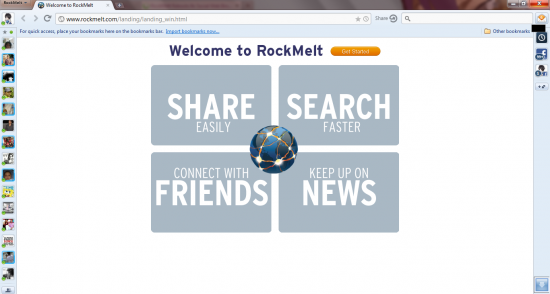 RockMelt
Welcome to RockMelt
www.rockmelt.com/landing/landing_win.html
Share
For quick access, place your bookmarks here on the bookmarks bar. Import bookmarks now...
Other bookmarks
Welcome to RockMelt
Get Started
SHARE
EASILY
SEARCH
FASTER
CONNECT WITH
FRIENDS
KEEP UP ON
NEWS